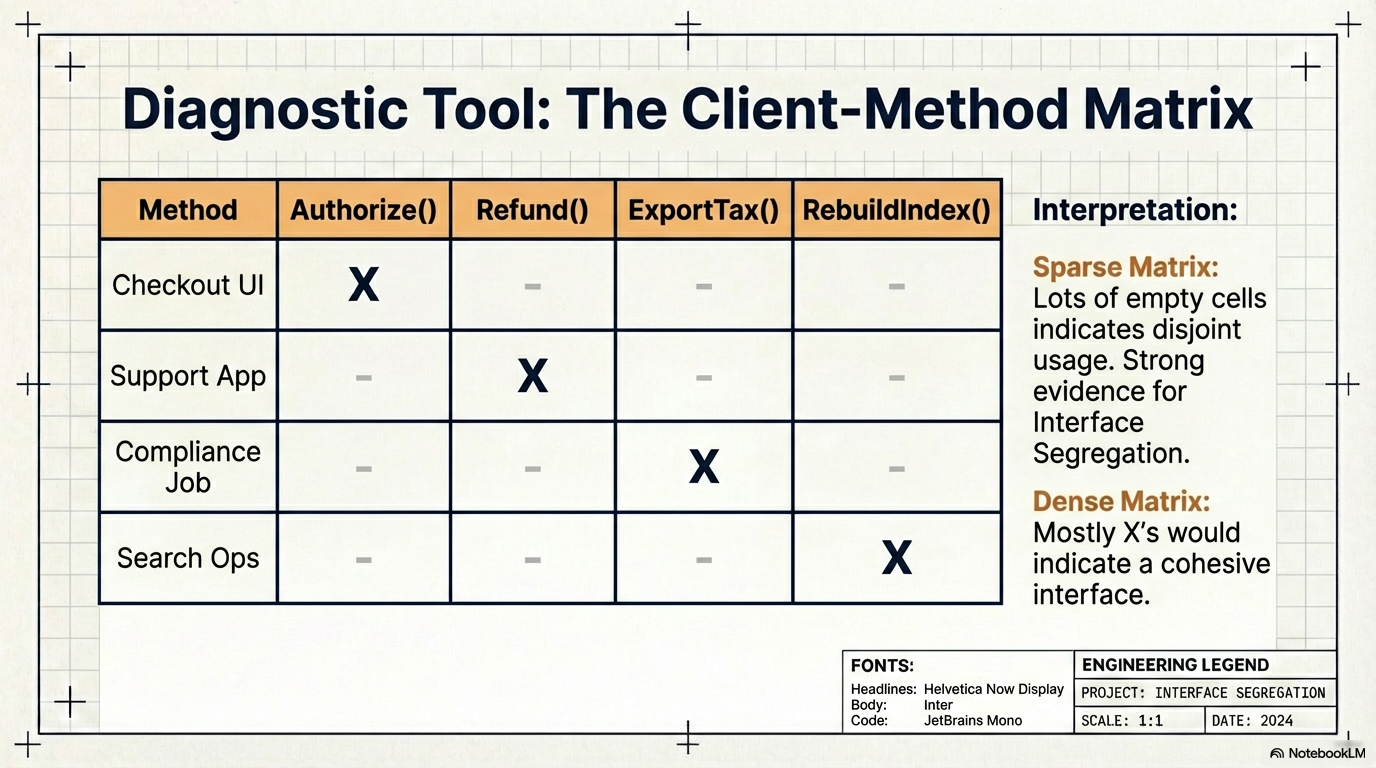 Diagnostic Tool: The Client-Method Matrix
Method Authorize() Refund() ExportTax() RebuildIndex()
Checkout UI X - - -
Support App - X - -
Compliance
Job - - X -
Search Ops - - - X
Interpretation:
Sparse Matrix:
Lots of empty cells
indicates disjoint
usage. Strong
evidence for
Interface
Segregation.
Dense Matrix:
Mostly X's would
indicate a cohesive
interface.
FONTS:
Headlines: Helvetica Now Display
Body: Inter
Code: JetBrains Mono
ENGINEERING LEGEND
PROJECT: INTERFACE SEGREGATION
SCALE: 1:1 DATE: 2024
NotebookLM